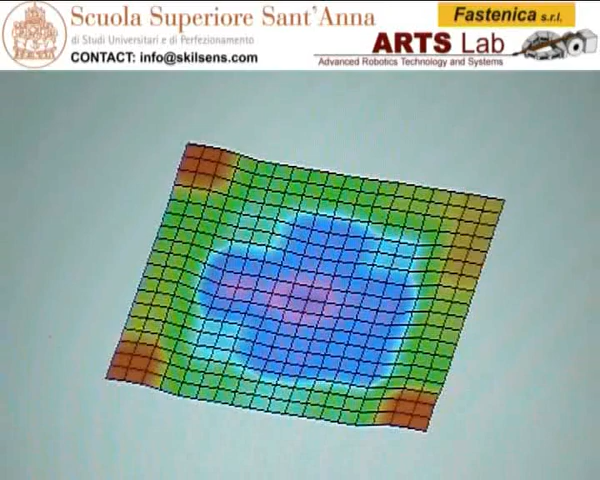 Scuola Superiore Sant'Anna
di Studi Universitari e di Perfezionamento
CONTACT: info@skilsens.com
Fastenica s.r.l.
ARTS Lab
Advanced Robotics Technology and Systems